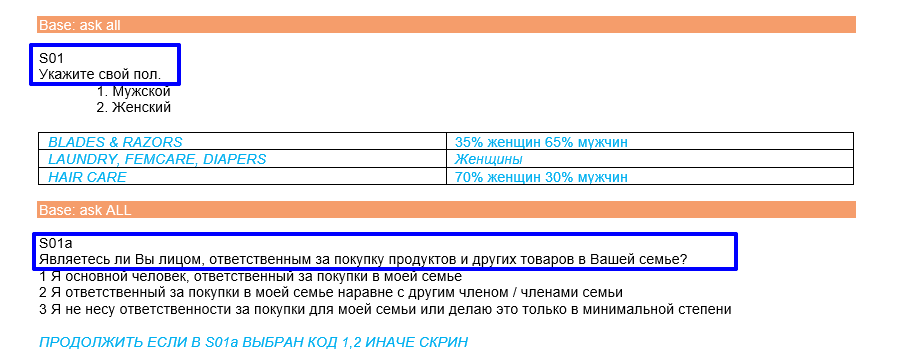 Base: ask all
S01
Укажите свой пол.
1. Мужской
2. Женский
BLADES & RAZORS 35% женщин 65% мужчин
LAUNDRY, FEMCARE, DIAPERS Женщины
HAIR CARE 70% женщин 30% мужчин
Base: ask ALL
S01a
Являетесь ли Вы лицом, ответственным за покупку продуктов и других товаров в Вашей семье?
1 Я основной человек, ответственный за покупки в моей семье
2 Я ответственный за покупки в моей семье наравне с другим членом / членами семьи
3 Я не несу ответственности за покупки для моей семьи или делаю это только в минимальной степени
ПРОДОЛЖИТЬ ЕСЛИ В S01a ВЫБРАН КОД 1,2 ИНАЧЕ СКРИН